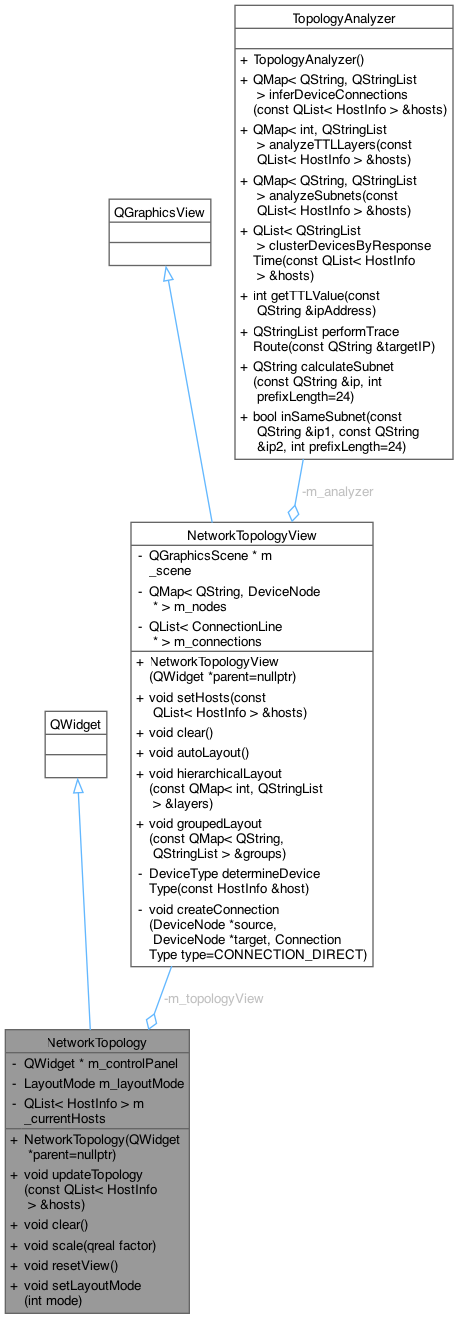 TopologyAnalyzer
+ TopologyAnalyzer()
+ QMap< QString, QStringList
> inferDeviceConnections
(const QList< HostInfo > &hosts)
+ QMap< int, QStringList
> analyzeTTLLayers(const
QList< HostInfo > &hosts)
+ QMap< QString, QStringList
> analyzeSubnets(const
QList< HostInfo > &hosts)
+ QList< QStringList
> clusterDevicesByResponse
Time(const QList< HostInfo
> &hosts)
+ int getTTLValue(const
QString &ipAddress)
+ QStringList performTrace
Route(const QString &targetIP)
+ QString calculateSubnet
(const QString &ip, int
prefixLength=24)
+ bool inSameSubnet(const
QString &ip1, const QString
&ip2, int prefixLength=24)
QGraphicsView
-m_analyzer
NetworkTopologyView
- QGraphicsScene * m
_scene
- QMap< QString, DeviceNode
* > m_nodes
- QList< ConnectionLine
* > m_connections
+ NetworkTopologyView
(QWidget *parent=nullptr)
+ void setHosts(const
QList< HostInfo > &hosts)
+ void clear()
+ void autoLayout()
+ void hierarchicalLayout
(const QMap< int, QStringList
> &layers)
+ void groupedLayout
(const QMap< QString,
QStringList > &groups)
- DeviceType determineDevice
Type(const HostInfo &host)
- void createConnection
(DeviceNode *source,
DeviceNode *target, Connection
Type type=CONNECTION_DIRECT)
QWidget
-m_topologyView
NetworkTopology
- QWidget * m_controlPanel
- LayoutMode m_layoutMode
- QList< HostInfo > m
_currentHosts
+ NetworkTopology(QWidget
*parent=nullptr)
+ void updateTopology
(const QList< HostInfo
> &hosts)
+ void clear()
+ void scale(qreal factor)
+ void resetView()
+ void setLayoutMode
(int mode)